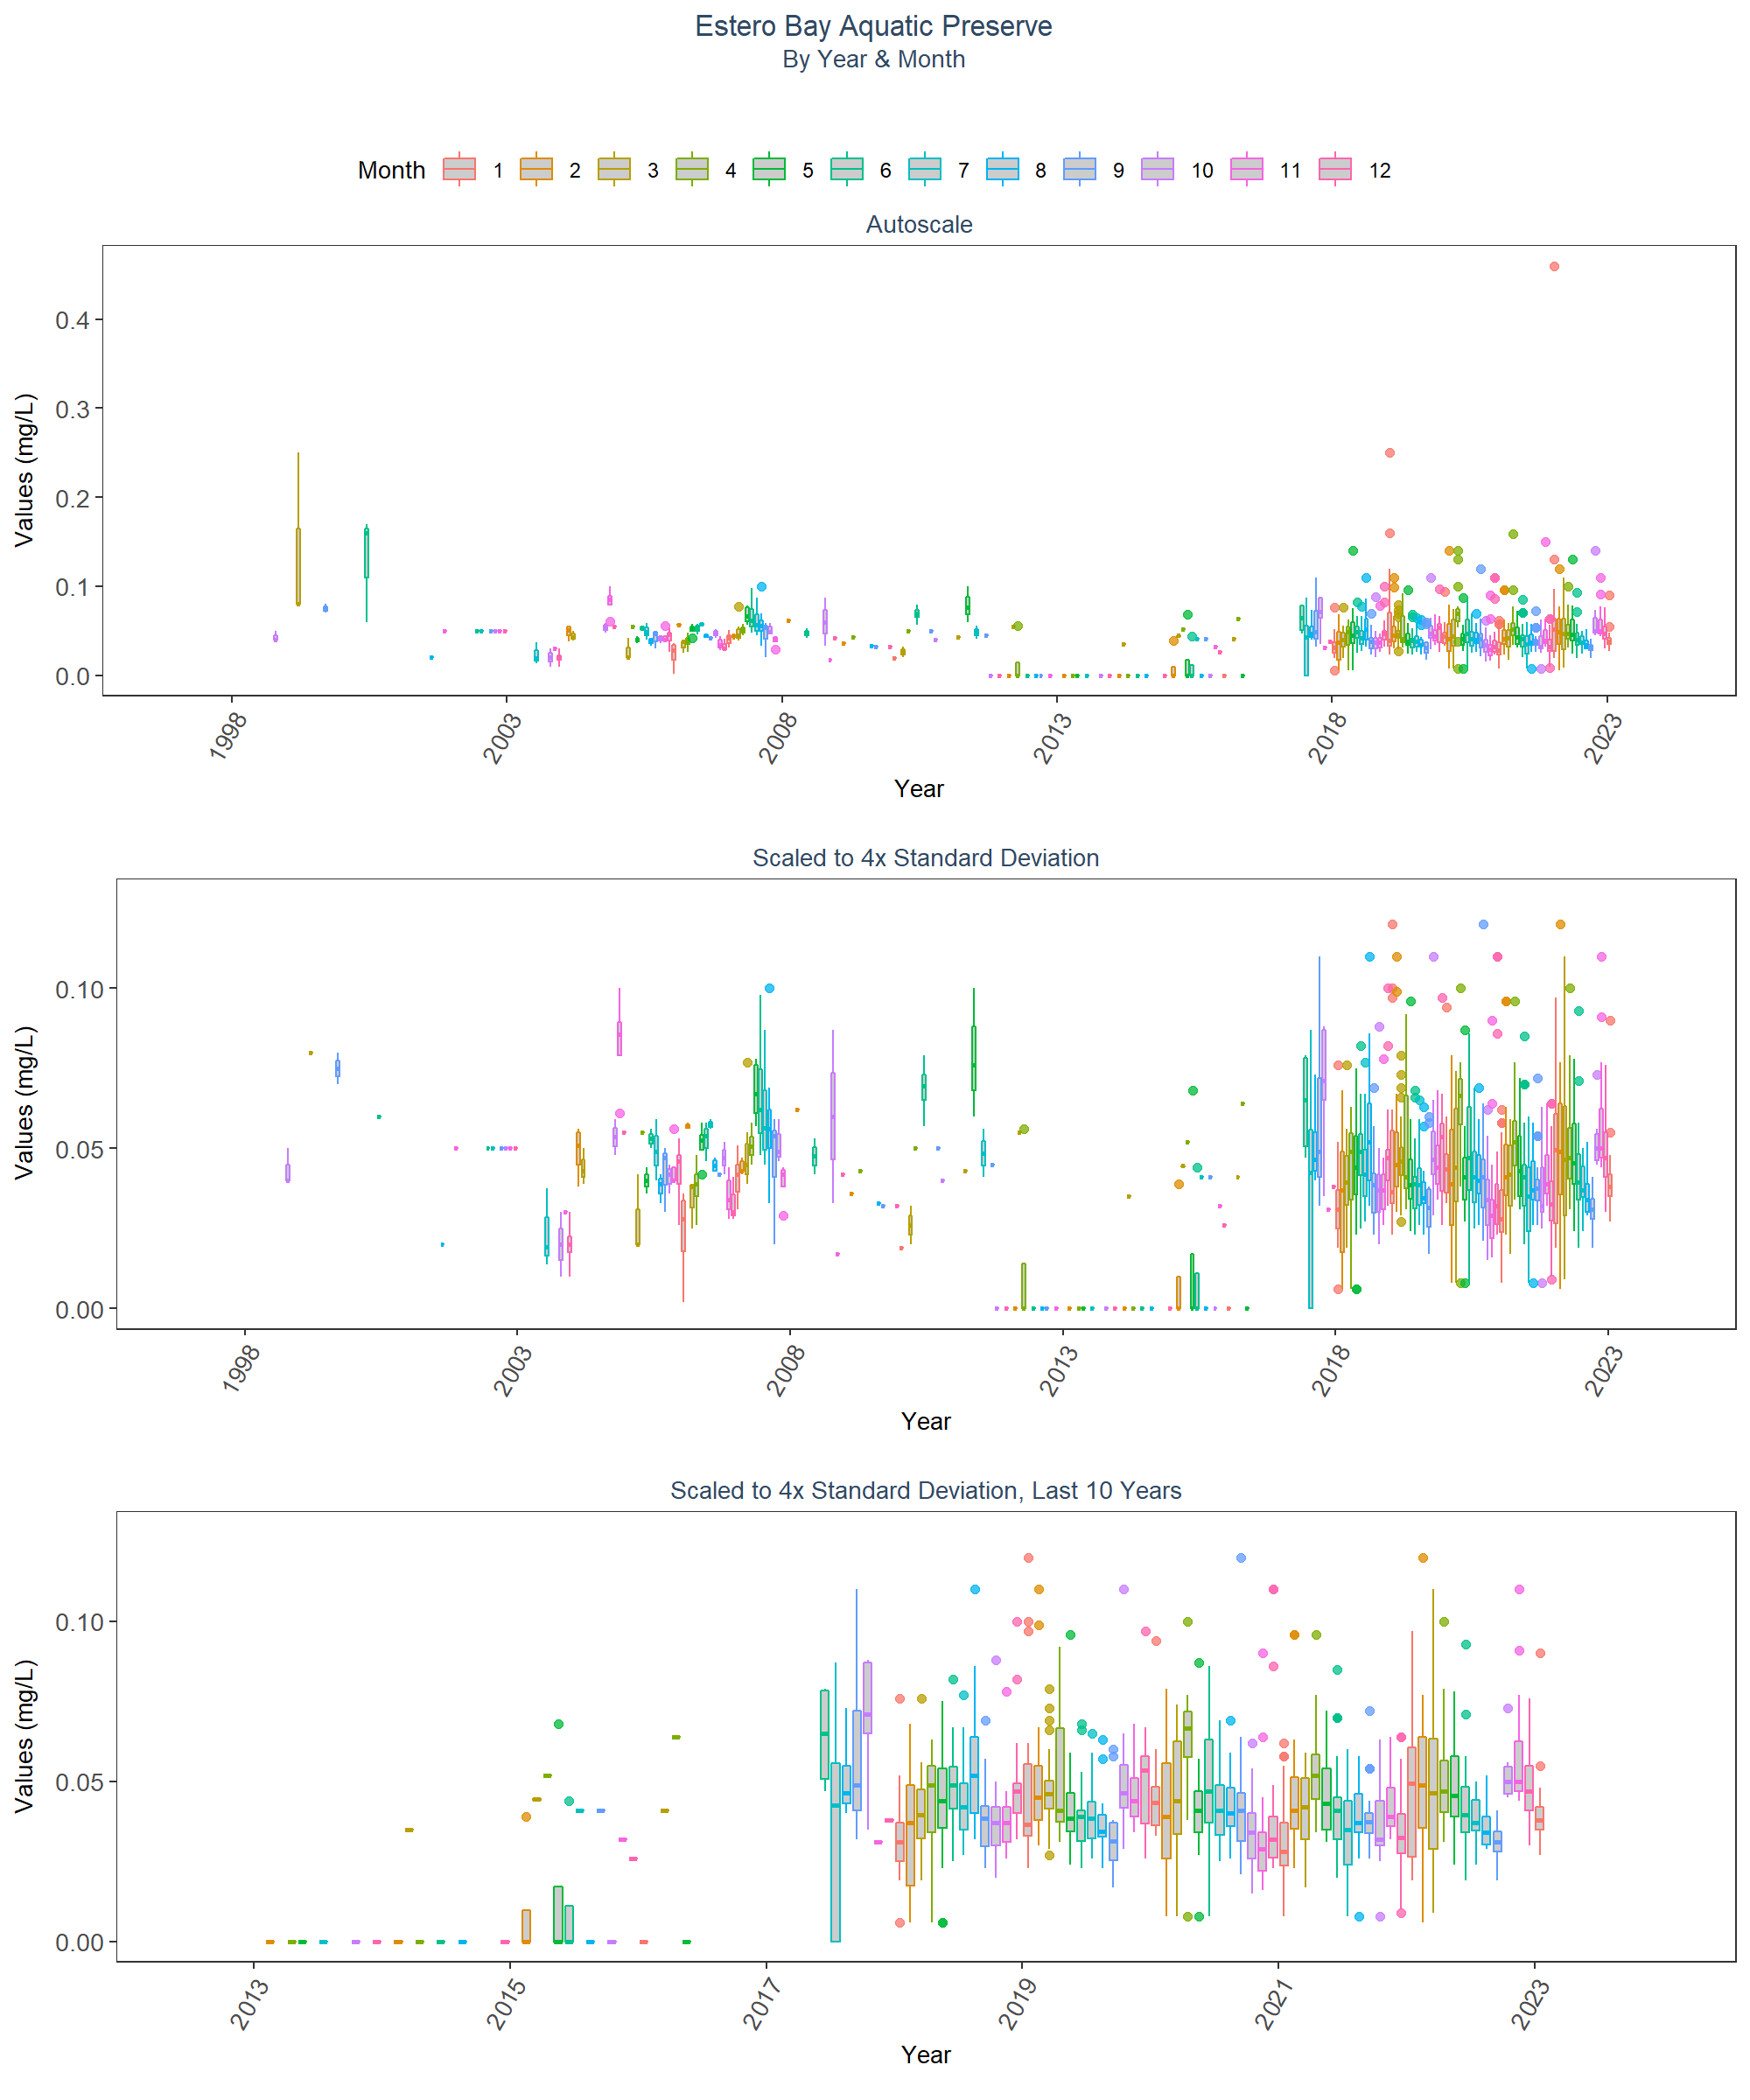 Estero Bay Aquatic Preserve
By Year & Month
Month 1 2 3 4 5 6 7 8 9 10 11 12
Autoscale
Values (mg/L)
0.4
0.3
0.2
0.1
0.0
1998 2003 2008 2013 2018 2023
Year
Scaled to 4x Standard Deviation
Values (mg/L)
0.10
0.05
0.00
1998 2003 2008 2013 2018 2023
Year
Scaled to 4x Standard Deviation, Last 10 Years
Values (mg/L)
0.10
0.05
0.00
2013 2015 2017 2019 2021 2023
Year